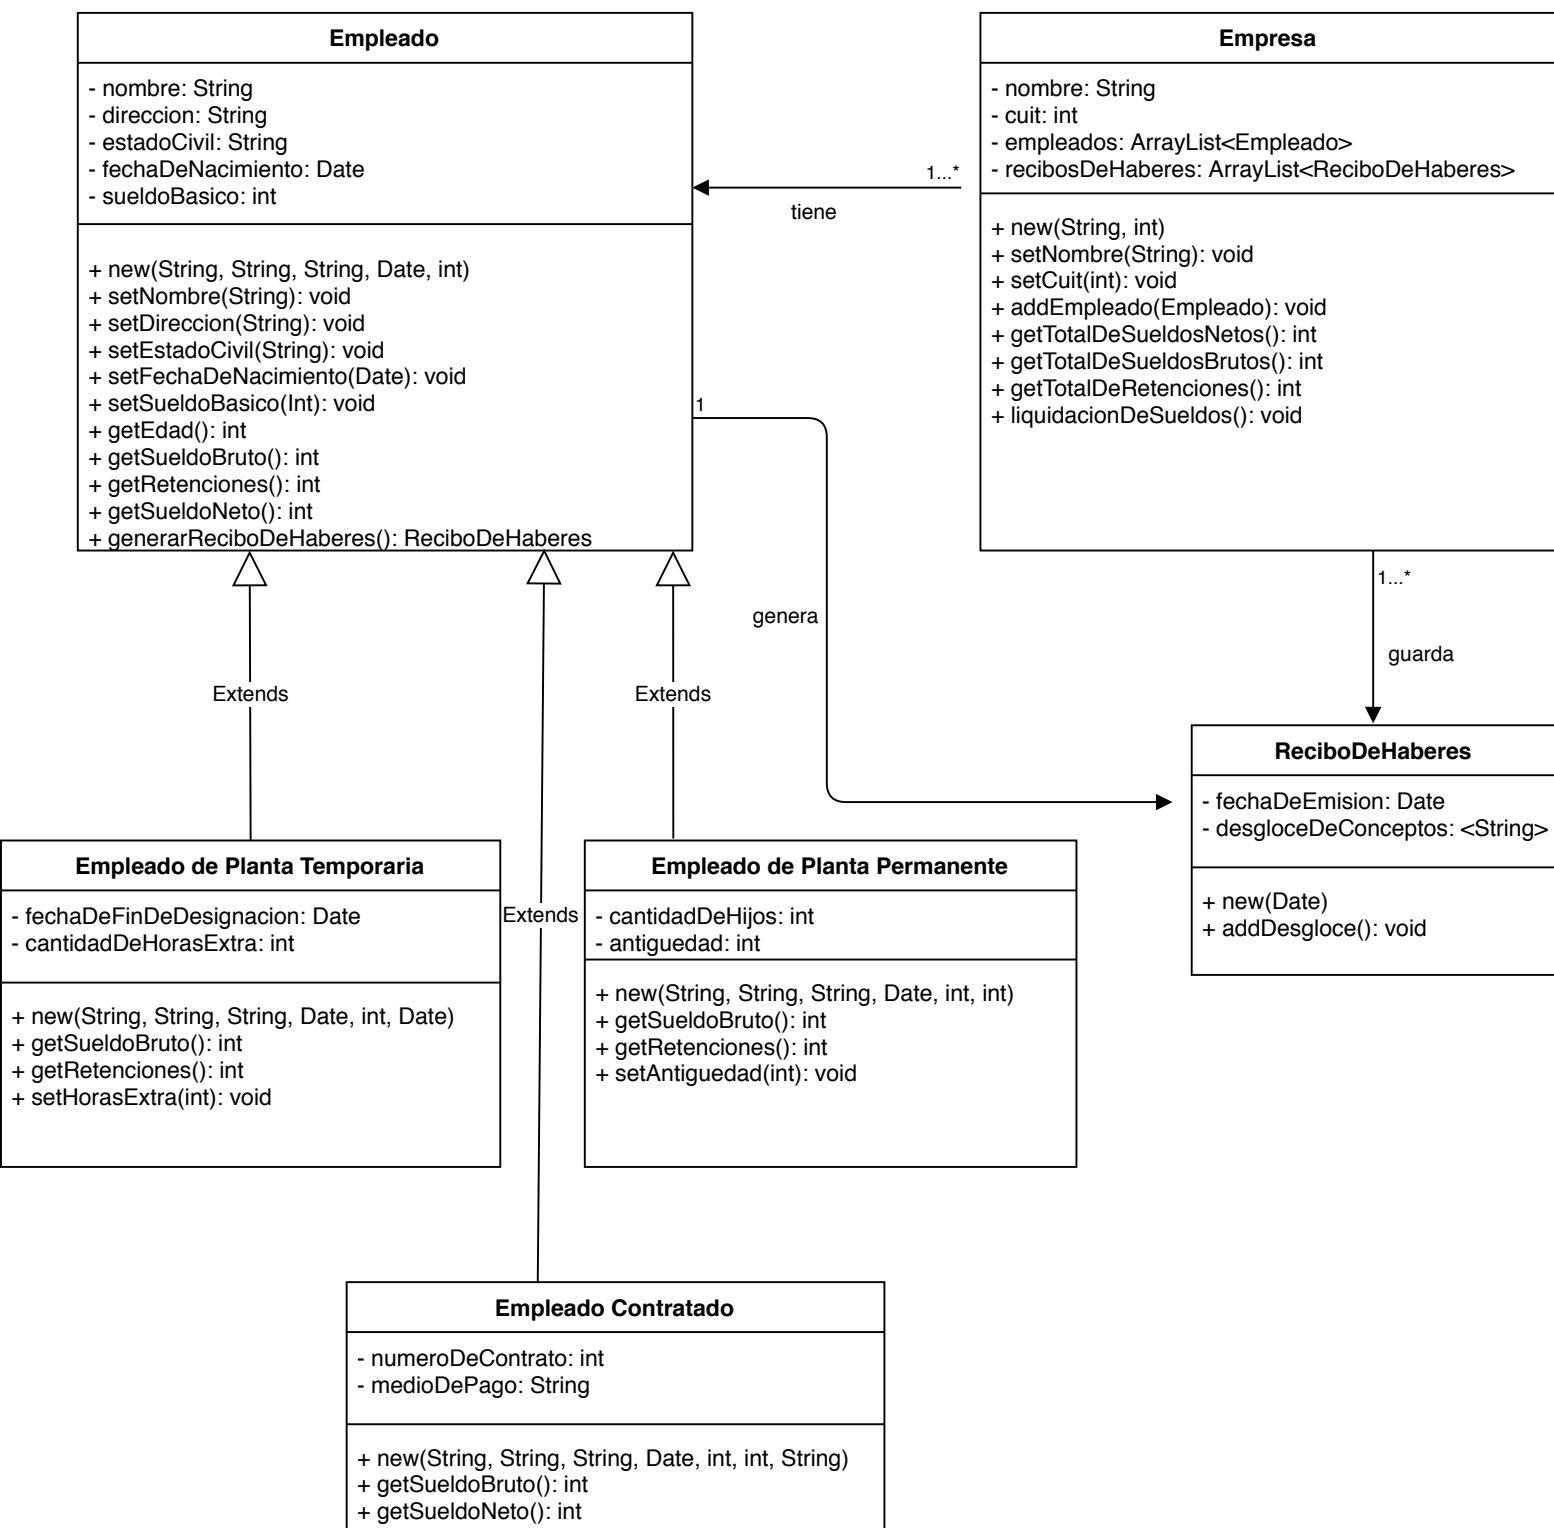 Empleado
- nombre: String
- direccion: String
- estadoCivil: String
- fechaDeNacimiento: Date
- sueldoBasico: int
+ new(String, String, String, Date, int)
+ setNombre(String): void
+ setDireccion(String): void
+ setEstadoCivil(String): void
+ setFechaDeNacimiento(Date): void
+ setSueldoBasico(Int): void
+ getEdad(): int
+ getSueldoBruto(): int
+ getRetenciones(): int
+ getSueldoNeto(): int
+ generarReciboDeHaberes(): ReciboDeHaberes
Empresa
- nombre: String
- cuit: int
- empleados: ArrayList<Empleado>
- recibosDeHaberes: ArrayList<ReciboDeHaberes>
+ new(String, int)
+ setNombre(String): void
+ setCuit(int): void
+ addEmpleado(Empleado): void
+ getTotalDeSueldosNetos(): int
+ getTotalDeSueldosBrutos(): int
+ getTotalDeRetenciones(): int
+ liquidacionDeSueldos(): void
1...*
tiene
1
genera
1...*
guarda
Extends
Extends
Extends
ReciboDeHaberes
- fechaDeEmision: Date
- desgloceDeConceptos: <String>
+ new(Date)
+ addDesgloce(): void
Empleado de Planta Temporaria
- fechaDeFinDeDesignacion: Date
- cantidadDeHorasExtra: int
+ new(String, String, String, Date, int, Date)
+ getSueldoBruto(): int
+ getRetenciones(): int
+ setHorasExtra(int): void
Empleado de Planta Permanente
- cantidadDeHijos: int
- antiguedad: int
+ new(String, String, String, Date, int, int)
+ getSueldoBruto(): int
+ getRetenciones(): int
+ setAntiguedad(int): void
Empleado Contratado
- numeroDeContrato: int
- medioDePago: String
+ new(String, String, String, Date, int, int, String)
+ getSueldoBruto(): int
+ getSueldoNeto(): int